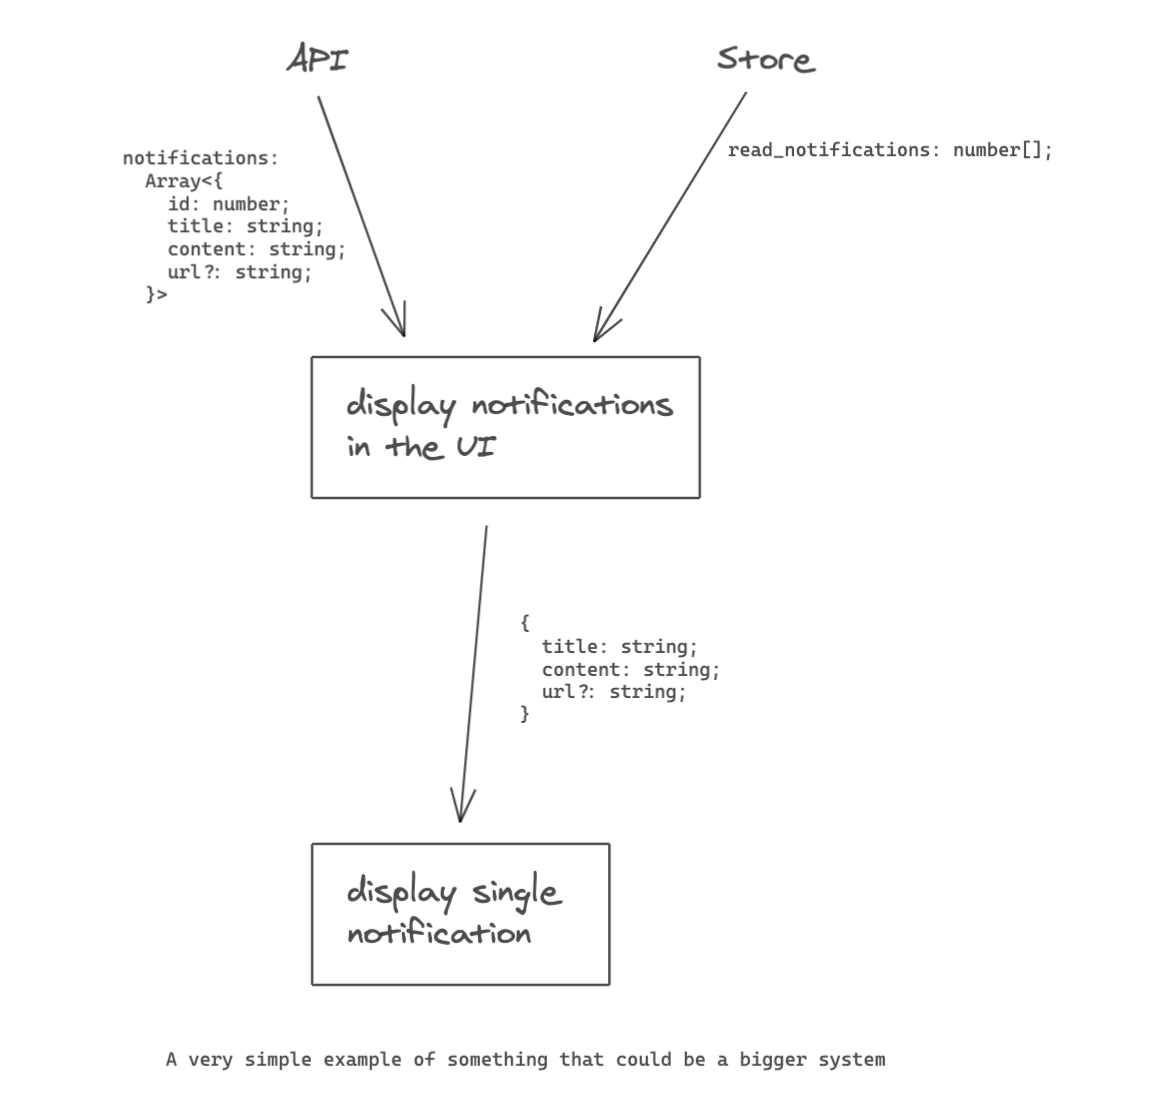 API
Store
notifications:
Array<{
id: number;
title: string;
content: string;
url?: string;
}>
read_notifications: number[];
display notifications
in the UI
{
title: string;
content: string;
url?: string;
}
display single
notification
A very simple example of something that could be a bigger system